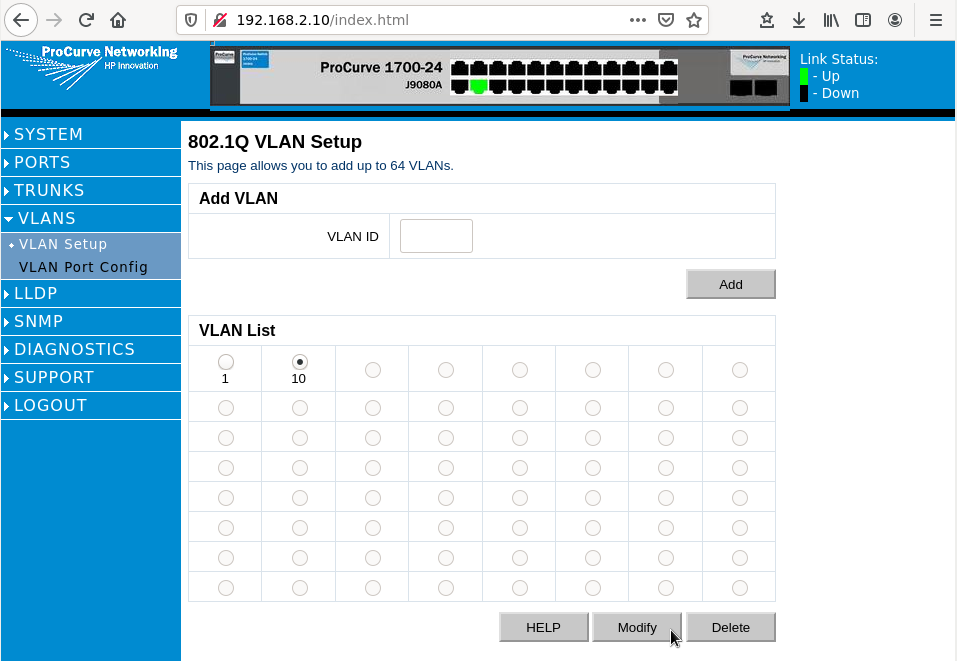 192.168.2.10/index.html
ProCurve Networking
HP Innovation
ProCurve 1700-24
J9080A
ProCurve Networking
Link Status:
- Up
- Down
SYSTEM
PORTS
TRUNKS
VLANS
VLAN Setup
VLAN Port Config
LLDP
SNMP
DIAGNOSTICS
SUPPORT
LOGOUT
802.1Q VLAN Setup
This page allows you to add up to 64 VLANs.
Add VLAN
VLAN ID
Add
VLAN List
1 10
HELP Modify Delete